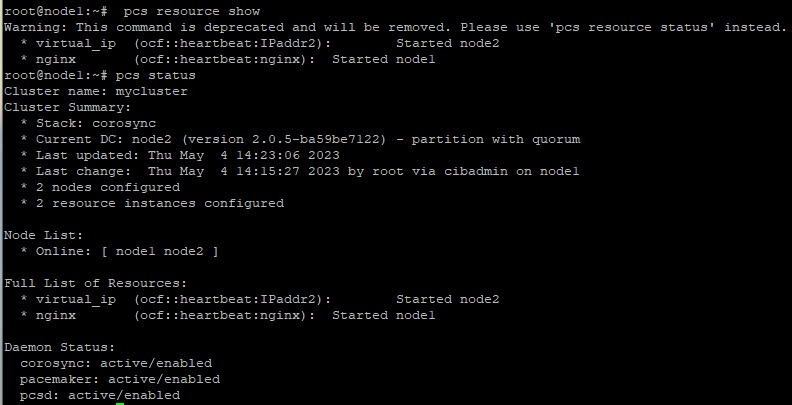 root@node1:~#  pcs resource show
Warning: This command is deprecated and will be removed. Please use 'pcs resource status' instead.
  * virtual_ip  (ocf::heartbeat:IPaddr2):        Started node2
  * nginx       (ocf::heartbeat:nginx):  Started node1
root@node1:~# pcs status
Cluster name: mycluster
Cluster Summary:
  * Stack: corosync
  * Current DC: node2 (version 2.0.5-ba59be7122) - partition with quorum
  * Last updated: Thu May  4 14:23:06 2023
  * Last change:  Thu May  4 14:15:27 2023 by root via cibadmin on node1
  * 2 nodes configured
  * 2 resource instances configured

Node List:
  * Online: [ node1 node2 ]

Full List of Resources:
  * virtual_ip  (ocf::heartbeat:IPaddr2):        Started node2
  * nginx       (ocf::heartbeat:nginx):  Started node1

Daemon Status:
  corosync: active/enabled
  pacemaker: active/enabled
  pcsd: active/enabled